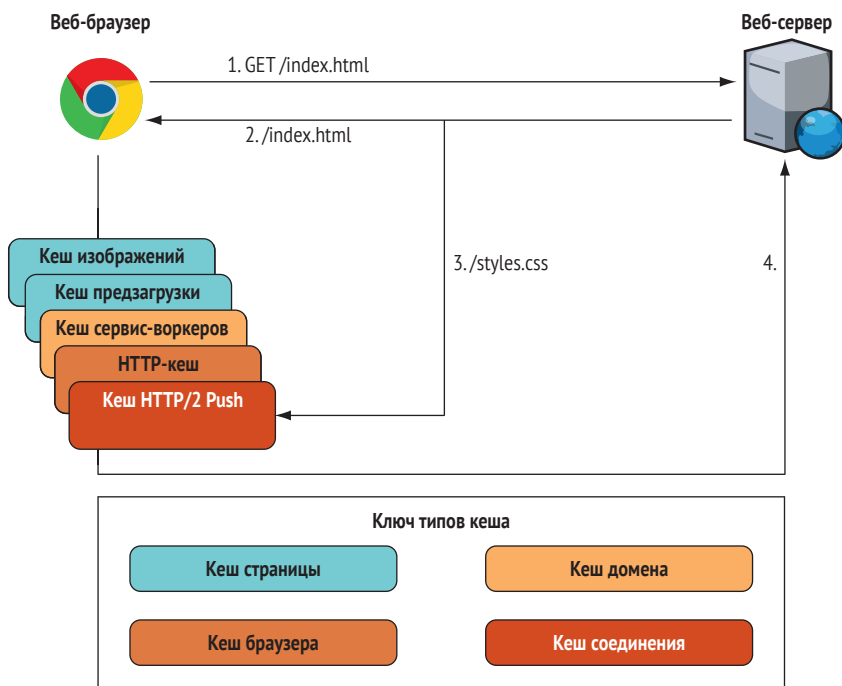 Веб-браузер
Веб-сервер
1. GET /index.html
2. /index.html
3. /styles.css
4.
Кеш изображений
Кеш предзагрузки
Кеш сервис-воркеров
HTTP-кеш
Кеш HTTP/2 Push
Ключ типов кеша
Кеш страницы
Кеш домена
Кеш браузера
Кеш соединения